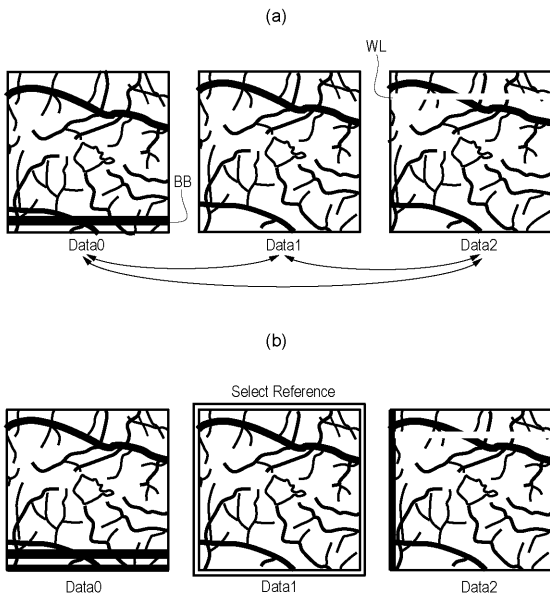 (a)
WL
BB
Data0
Data1
Data2
(b)
Select Reference
Data0
Data1
Data2